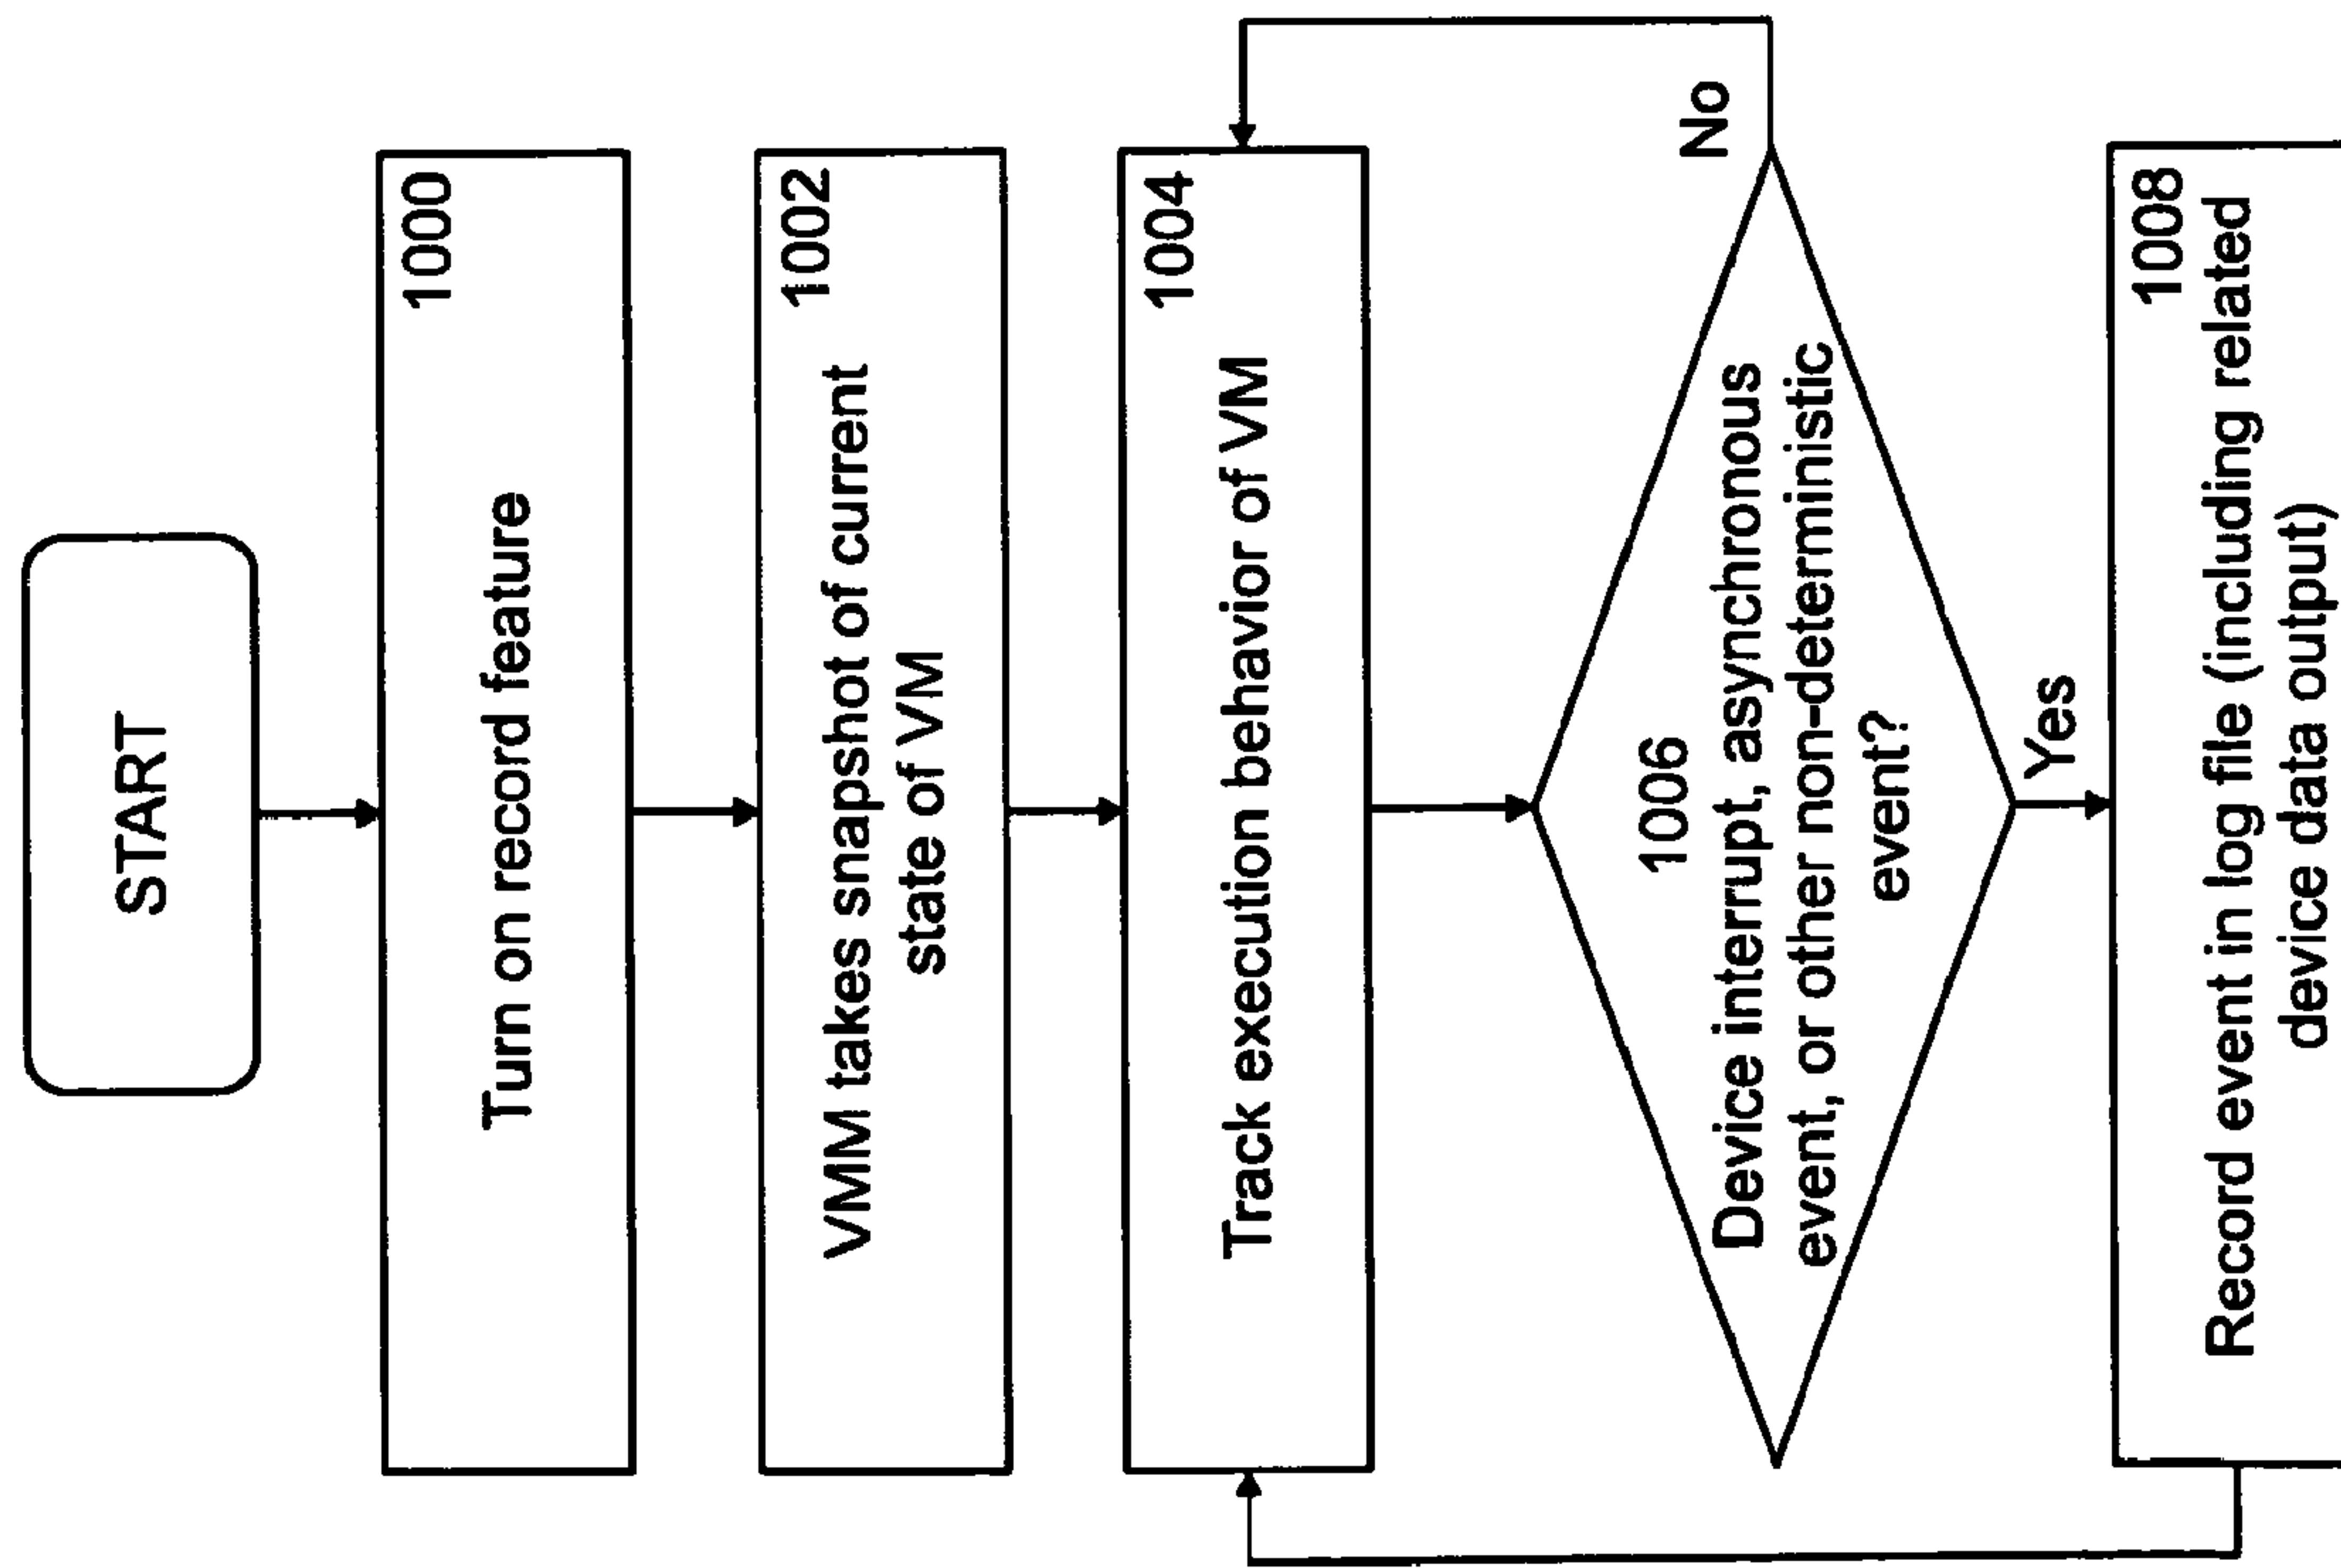 START
1000
Turn on record feature
1002
VMM takes snapshot of current
state of VM
1004
Track execution behavior of VM
1006
Device interrupt, asynchronous
event, or other non-deterministic
event?
No
Yes
1008
Record event in log file (including related
device data output)